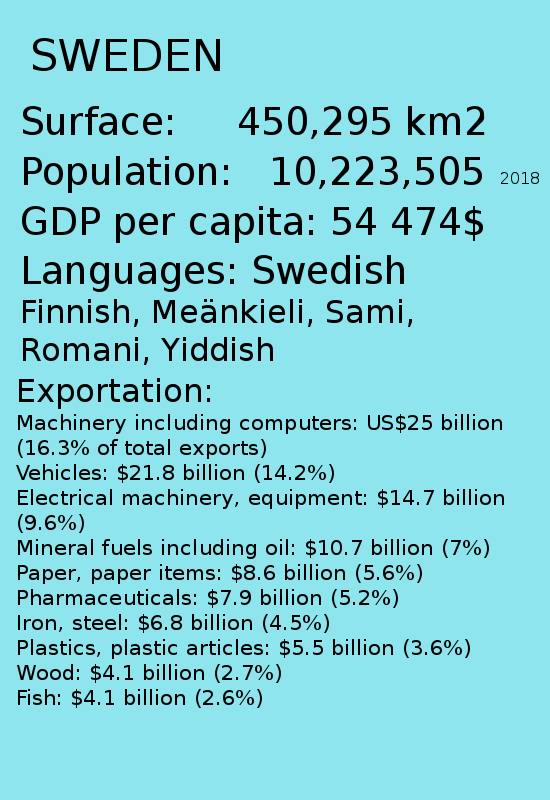 SWEDEN
Surface: 450,295 km2
Population: 10,223,505 2018
GDP per capita: 54 474$
Languages: Swedish
Finnish, Meänkieli, Sami,
Romani, Yiddish
Exportation:
Machinery including computers: US$25 billion
(16.3% of total exports)
Vehicles: $21.8 billion (14.2%)
Electrical machinery, equipment: $14.7 billion
(9.6%)
Mineral fuels including oil: $10.7 billion (7%)
Paper, paper items: $8.6 billion (5.6%)
Pharmaceuticals: $7.9 billion (5.2%)
Iron, steel: $6.8 billion (4.5%)
Plastics, plastic articles: $5.5 billion (3.6%)
Wood: $4.1 billion (2.7%)
Fish: $4.1 billion (2.6%)